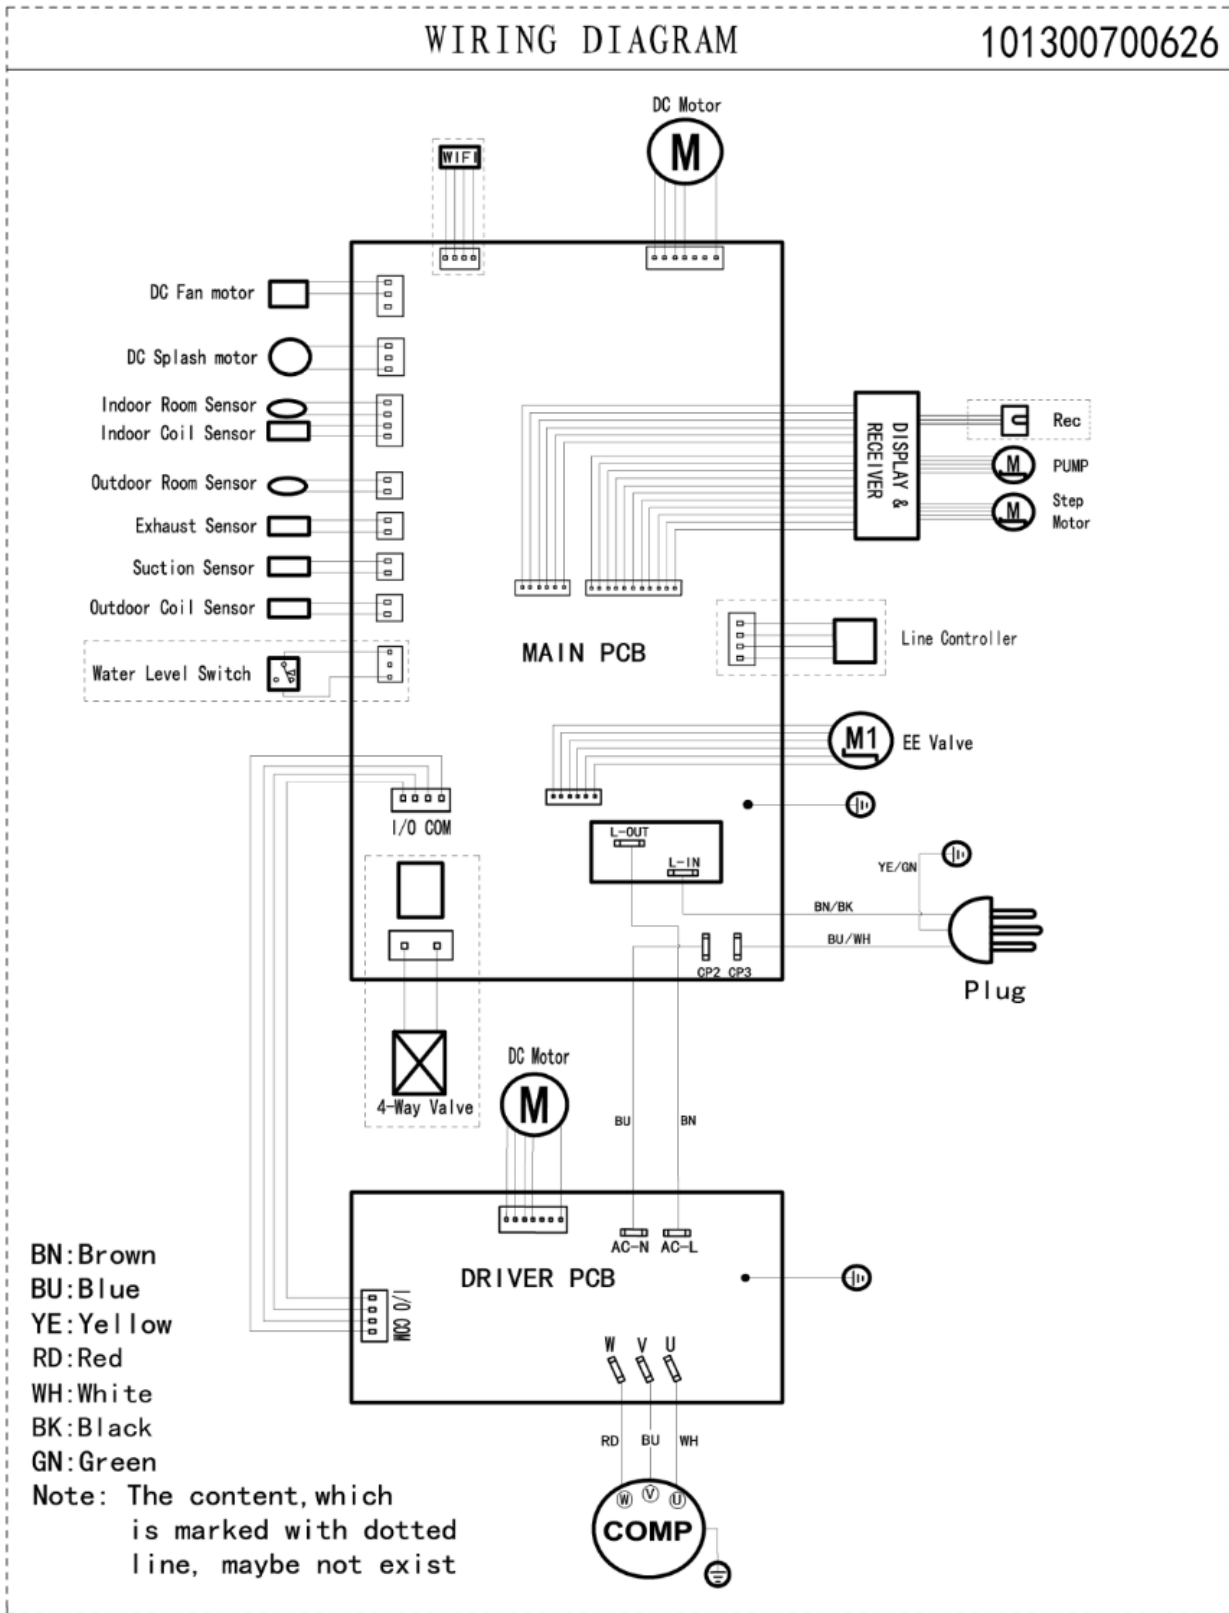 WIRING DIAGRAM
101300700626
DC Motor
M
WIFI
DC Fan motor
DC Splash motor
Indoor Room Sensor
Indoor Coil Sensor
Outdoor Room Sensor
Exhaust Sensor
Suction Sensor
Outdoor Coil Sensor
Water Level Switch
DISPLAY &
RECEIVER
Rec
M
PUMP
M
Step
Motor
MAIN PCB
Line Controller
M1
EE Valve
I/O COM
L-OUT
L-IN
YE/GN
BN/BK
BU/WH
CP2
CP3
Plug
4-Way Valve
DC Motor
M
BU
BN
AC-N
AC-L
DRIVER PCB
I/O COM
W
V
U
RD
BU
WH
W
V
U
COMP
BN:Brown
BU:Blue
YE:Yellow
RD:Red
WH:White
BK:Black
GN:Green
Note: The content,which
is marked with dotted
line, maybe not exist